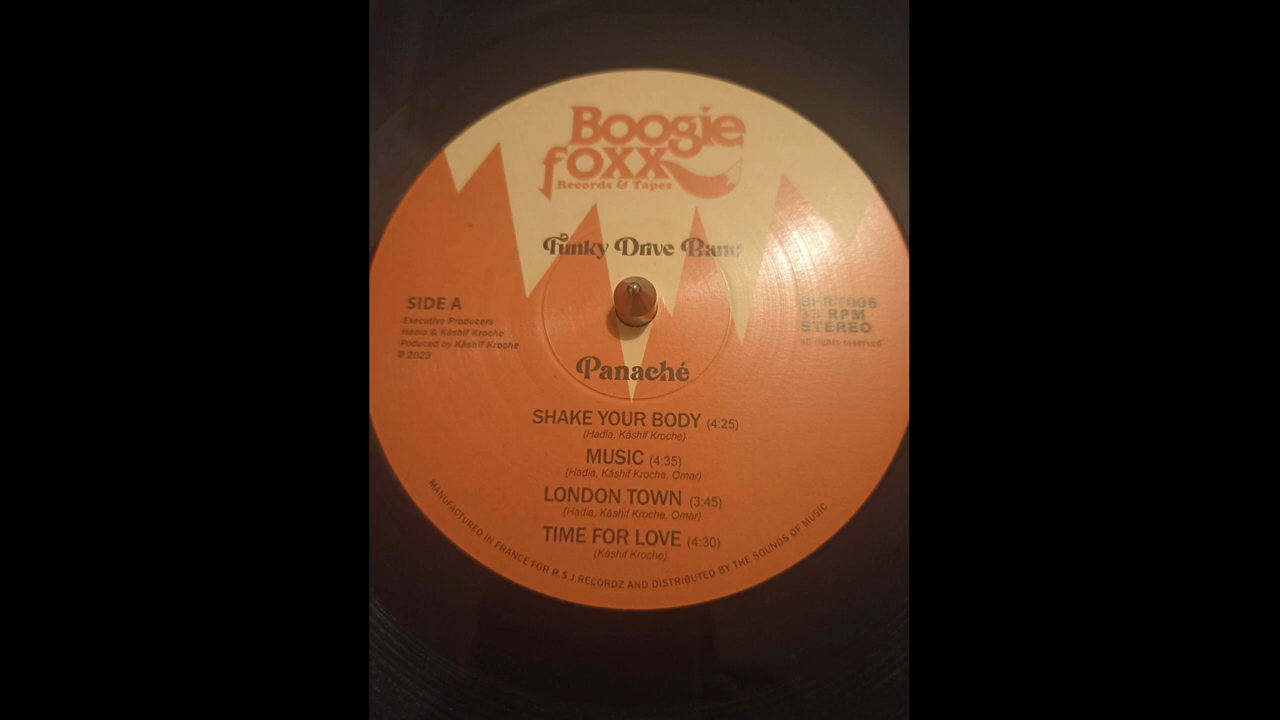 Boogie
foxx
Records & Tapes
Funky Drive Band
SIDE A
Executive Producers
Hadia & Kâshif Kroche
Poduced by Kâshif Kroche
© 2023
33 RPM
STEREO
all rights reserved
Panaché
SHAKE YOUR BODY (4:25)
(Hadia, Kâshif Kroche)
MUSIC (4:35)
(Hadia, Kâshif Kroche, Omar)
LONDON TOWN (3:45)
(Hadia, Kâshif Kroche, Omar)
TIME FOR LOVE (4:30)
(Kâshif Kroche)
MANUFACTURED IN FRANCE FOR R.$.J.RECORDZ AND DISTRIBUTED BY THE SOUNDS OF MUSIC